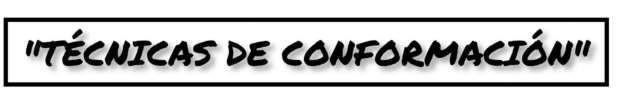 "TÉCNICAS DE CONFORMACIÓN"